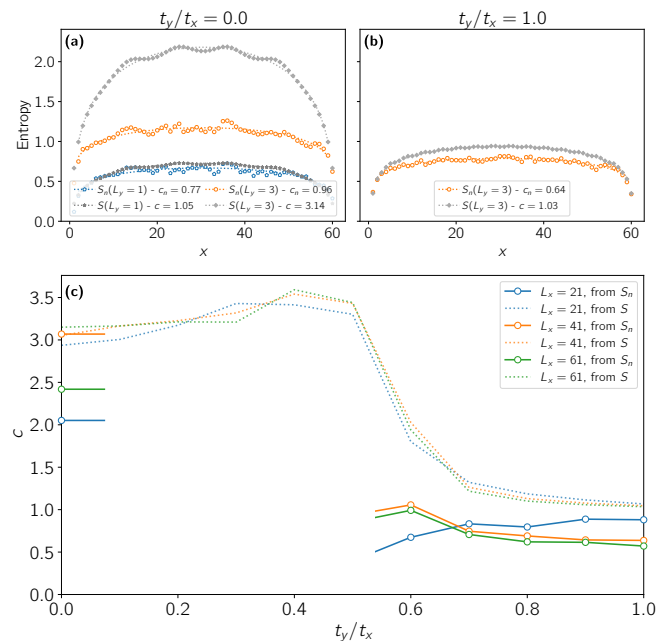 t_y/t_x = 0.0
t_y/t_x = 1.0
(a)
(b)
2.0
1.5
1.0
0.5
0.0
Entropy
S_n(L_y = 1) - c_n = 0.77
S(L_y = 1) - c = 1.05
S_n(L_y = 3) - c_n = 0.96
S(L_y = 3) - c = 3.14
S_n(L_y = 3) - c_n = 0.64
S(L_y = 3) - c = 1.03
0 20 40 60
0 20 40 60
x
x
(c)
3.5
3.0
2.5
2.0
1.5
1.0
0.5
0.0
c
L_x = 21, from S_n
L_x = 21, from S
L_x = 41, from S_n
L_x = 41, from S
L_x = 61, from S_n
L_x = 61, from S
0.0 0.2 0.4 0.6 0.8 1.0
t_y/t_x